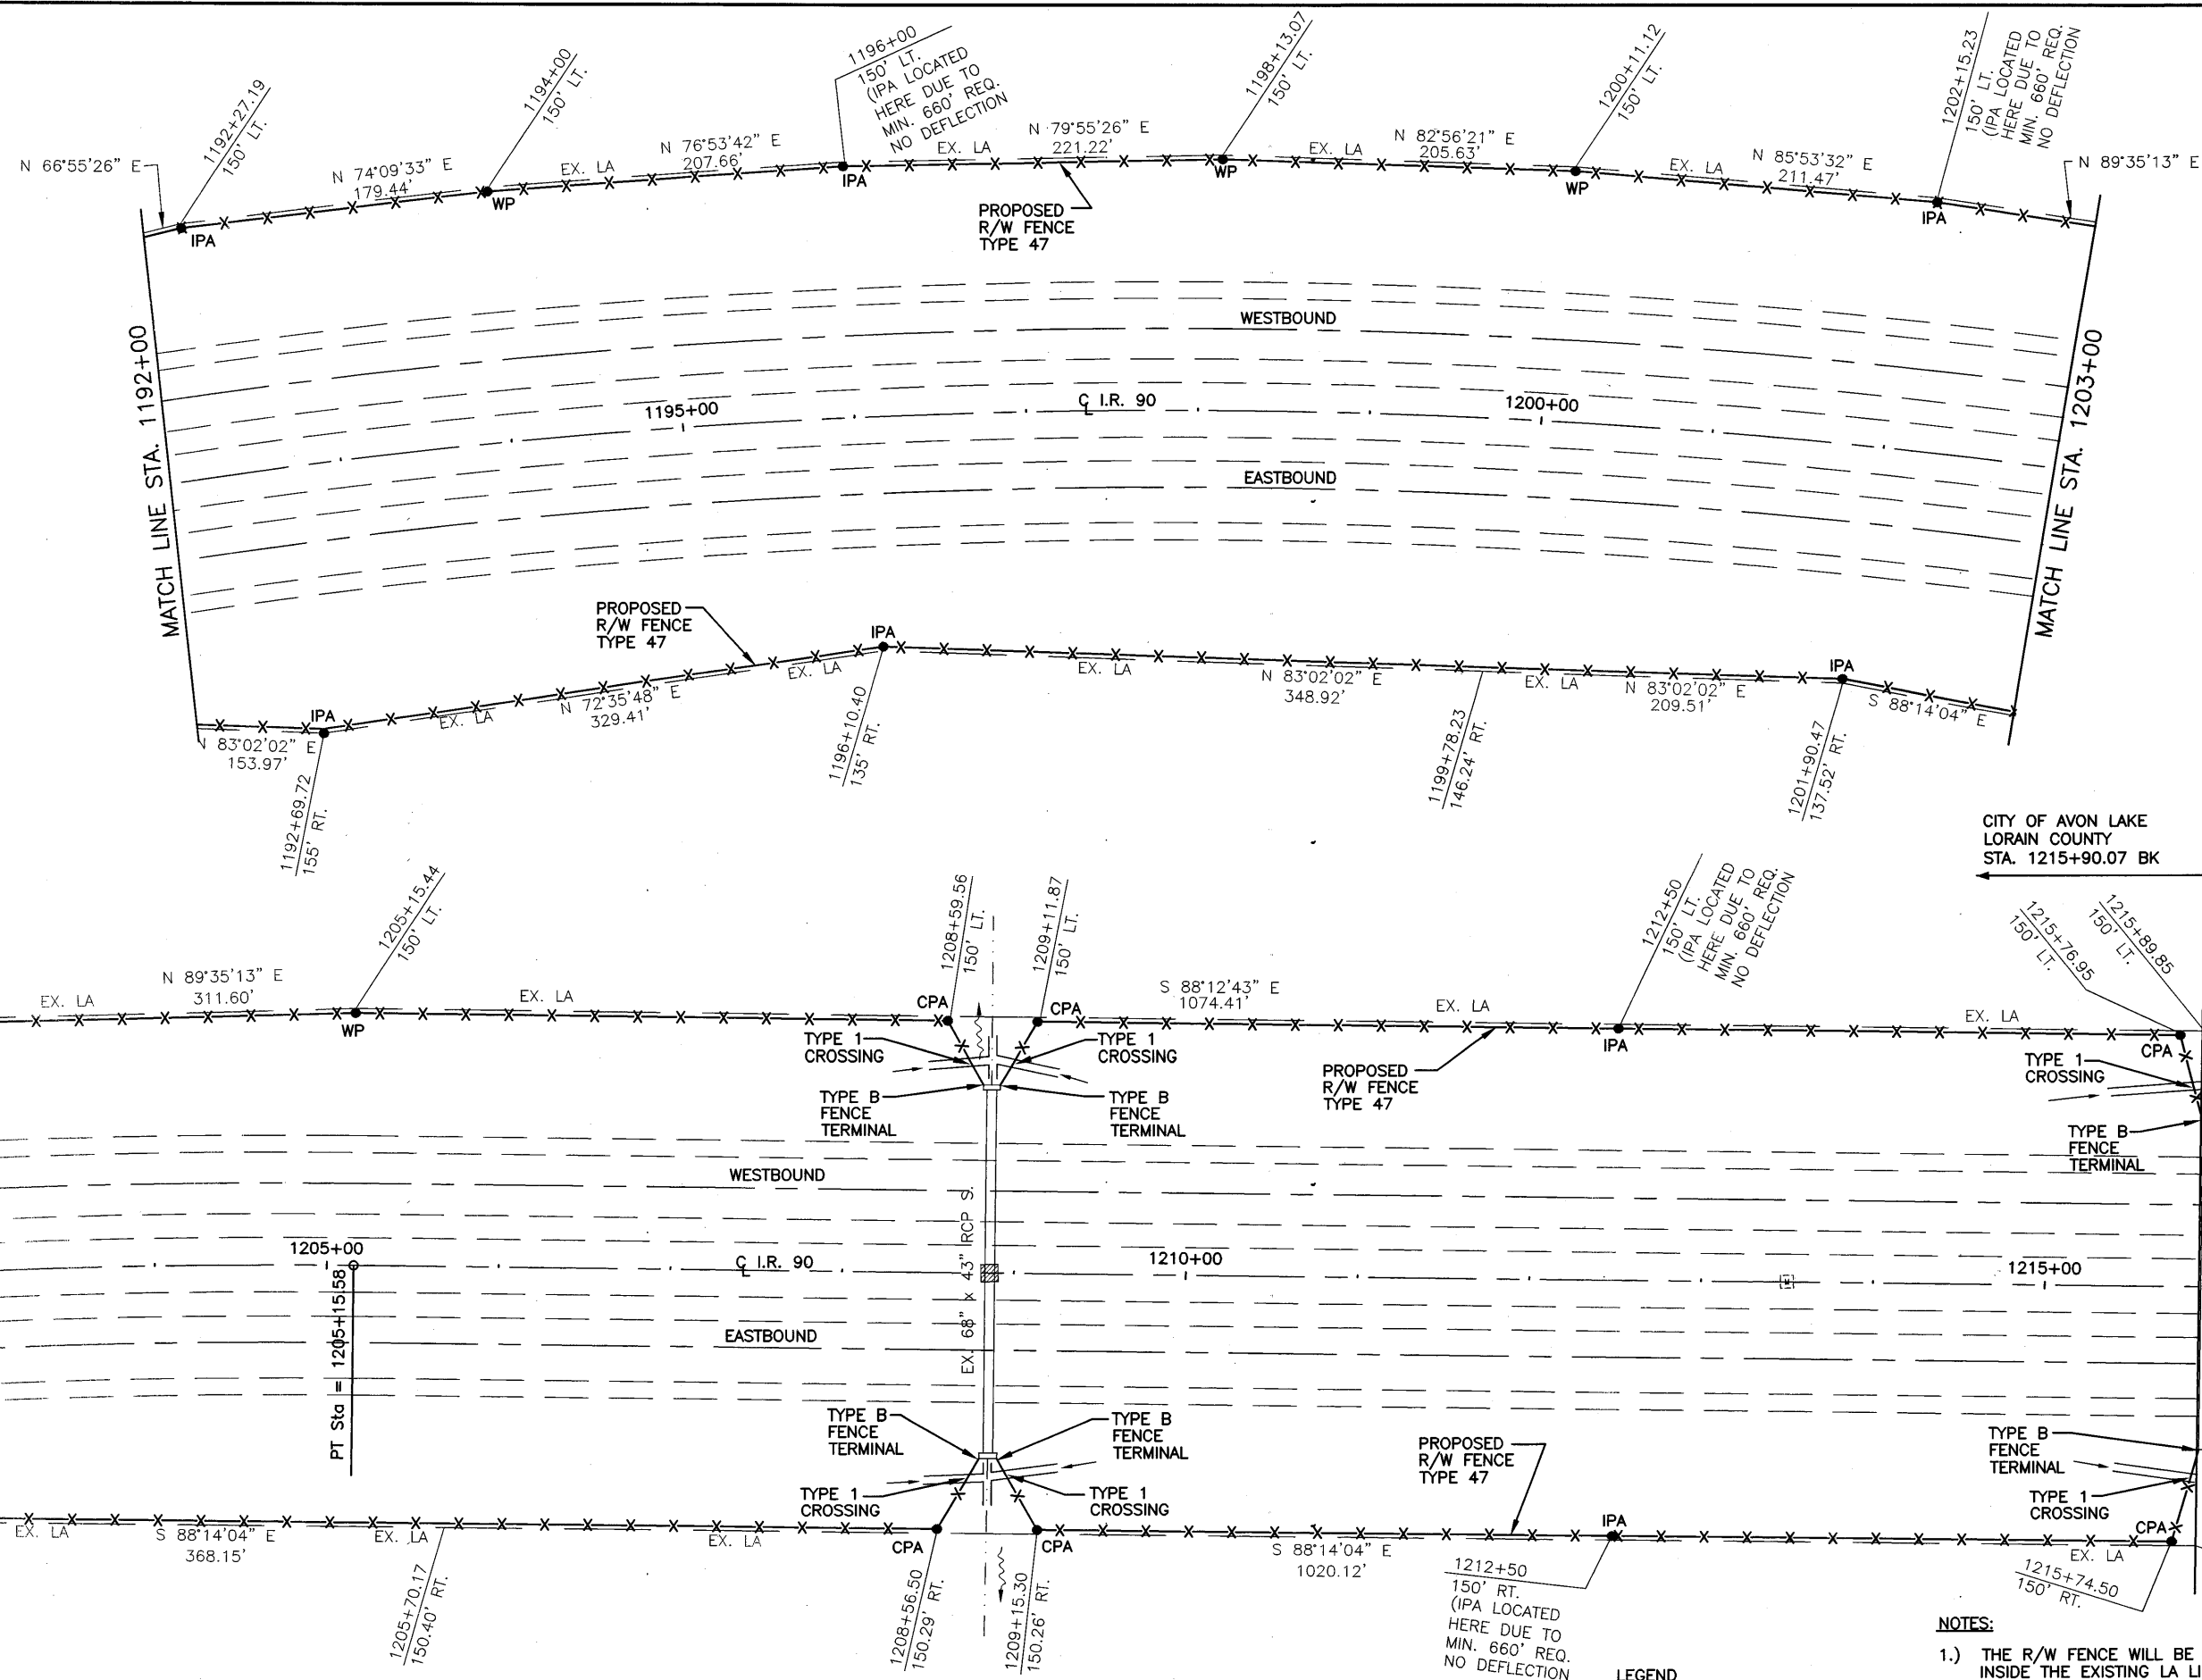 1192+27.19
150' LT.
1194+00
150' LT.
1196+00
150' LT.
(IPA LOCATED
HERE DUE TO
MIN. 660' REQ.
NO DEFLECTION
1198+13.07
150' LT.
1200+11.12
150' LT.
1202+15.23
150' LT.
(IPA LOCATED
HERE DUE TO
MIN. 660' REQ.
NO DEFLECTION
N 66°55'26" E
N 74°09'33" E
179.44'
EX. LA
N 76°53'42" E
207.66'
EX. LA
N 79°55'26" E
221.22'
EX. LA
N 82°56'21" E
205.63'
EX. LA
N 85°53'32" E
211.47'
N 89°35'13" E
IPA
WP
IPA
WP
WP
IPA
PROPOSED
R/W FENCE
TYPE 47
MATCH LINE STA. 1192+00
WESTBOUND
1195+00
℄ I.R. 90
1200+00
EASTBOUND
MATCH LINE STA. 1203+00
PROPOSED
R/W FENCE
TYPE 47
IPA
IPA
IPA
N 83°02'02" E
153.97'
EX. LA
N 72°35'48" E
329.41'
EX. LA
EX. LA
N 83°02'02" E
348.92'
EX. LA
N 83°02'02" E
209.51'
S 88°14'04" E
1192+69.72
155' RT.
1196+10.40
135' RT.
1199+78.23
146.24' RT.
1201+90.47
137.52' RT.
CITY OF AVON LAKE
LORAIN COUNTY
STA. 1215+90.07 BK
1205+15.44
150' LT.
1208+59.56
150' LT.
1209+11.87
150' LT.
1212+50
150' LT.
(IPA LOCATED
HERE DUE TO
MIN. 660' REQ.
NO DEFLECTION
1215+76.95
150' LT.
1215+89.85
150' LT.
EX. LA
N 89°35'13" E
311.60'
EX. LA
S 88°12'43" E
1074.41'
EX. LA
EX. LA
WP
CPA
CPA
IPA
CPA
TYPE 1
CROSSING
TYPE 1
CROSSING
TYPE B
FENCE
TERMINAL
TYPE B
FENCE
TERMINAL
PROPOSED
R/W FENCE
TYPE 47
TYPE 1
CROSSING
TYPE B
FENCE
TERMINAL
WESTBOUND
EX. 68" x 43" RCP S.
1205+00
℄ I.R. 90
1210+00
1215+00
PT Sta = 1205+15.58
EASTBOUND
TYPE B
FENCE
TERMINAL
TYPE B
FENCE
TERMINAL
TYPE 1
CROSSING
TYPE 1
CROSSING
PROPOSED
R/W FENCE
TYPE 47
TYPE B
FENCE
TERMINAL
TYPE 1
CROSSING
EX. LA
S 88°14'04" E
368.15'
EX. LA
EX. LA
CPA
CPA
S 88°14'04" E
1020.12'
IPA
CPA
EX. LA
1205+70.17
150.40' RT.
1208+56.50
150.29' RT.
1209+15.30
150.26' RT.
1212+50
150' RT.
(IPA LOCATED
HERE DUE TO
MIN. 660' REQ.
NO DEFLECTION
1215+74.50
150' RT.
LEGEND
NOTES:
1.) THE R/W FENCE WILL BE
INSIDE THE EXISTING LA